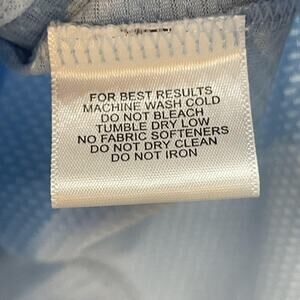 FOR BEST RESULTS
MACHINE WASH COLD
DO NOT BLEACH
TUMBLE DRY LOW
NO FABRIC SOFTENERS
DO NOT DRY CLEAN
DO NOT IRON